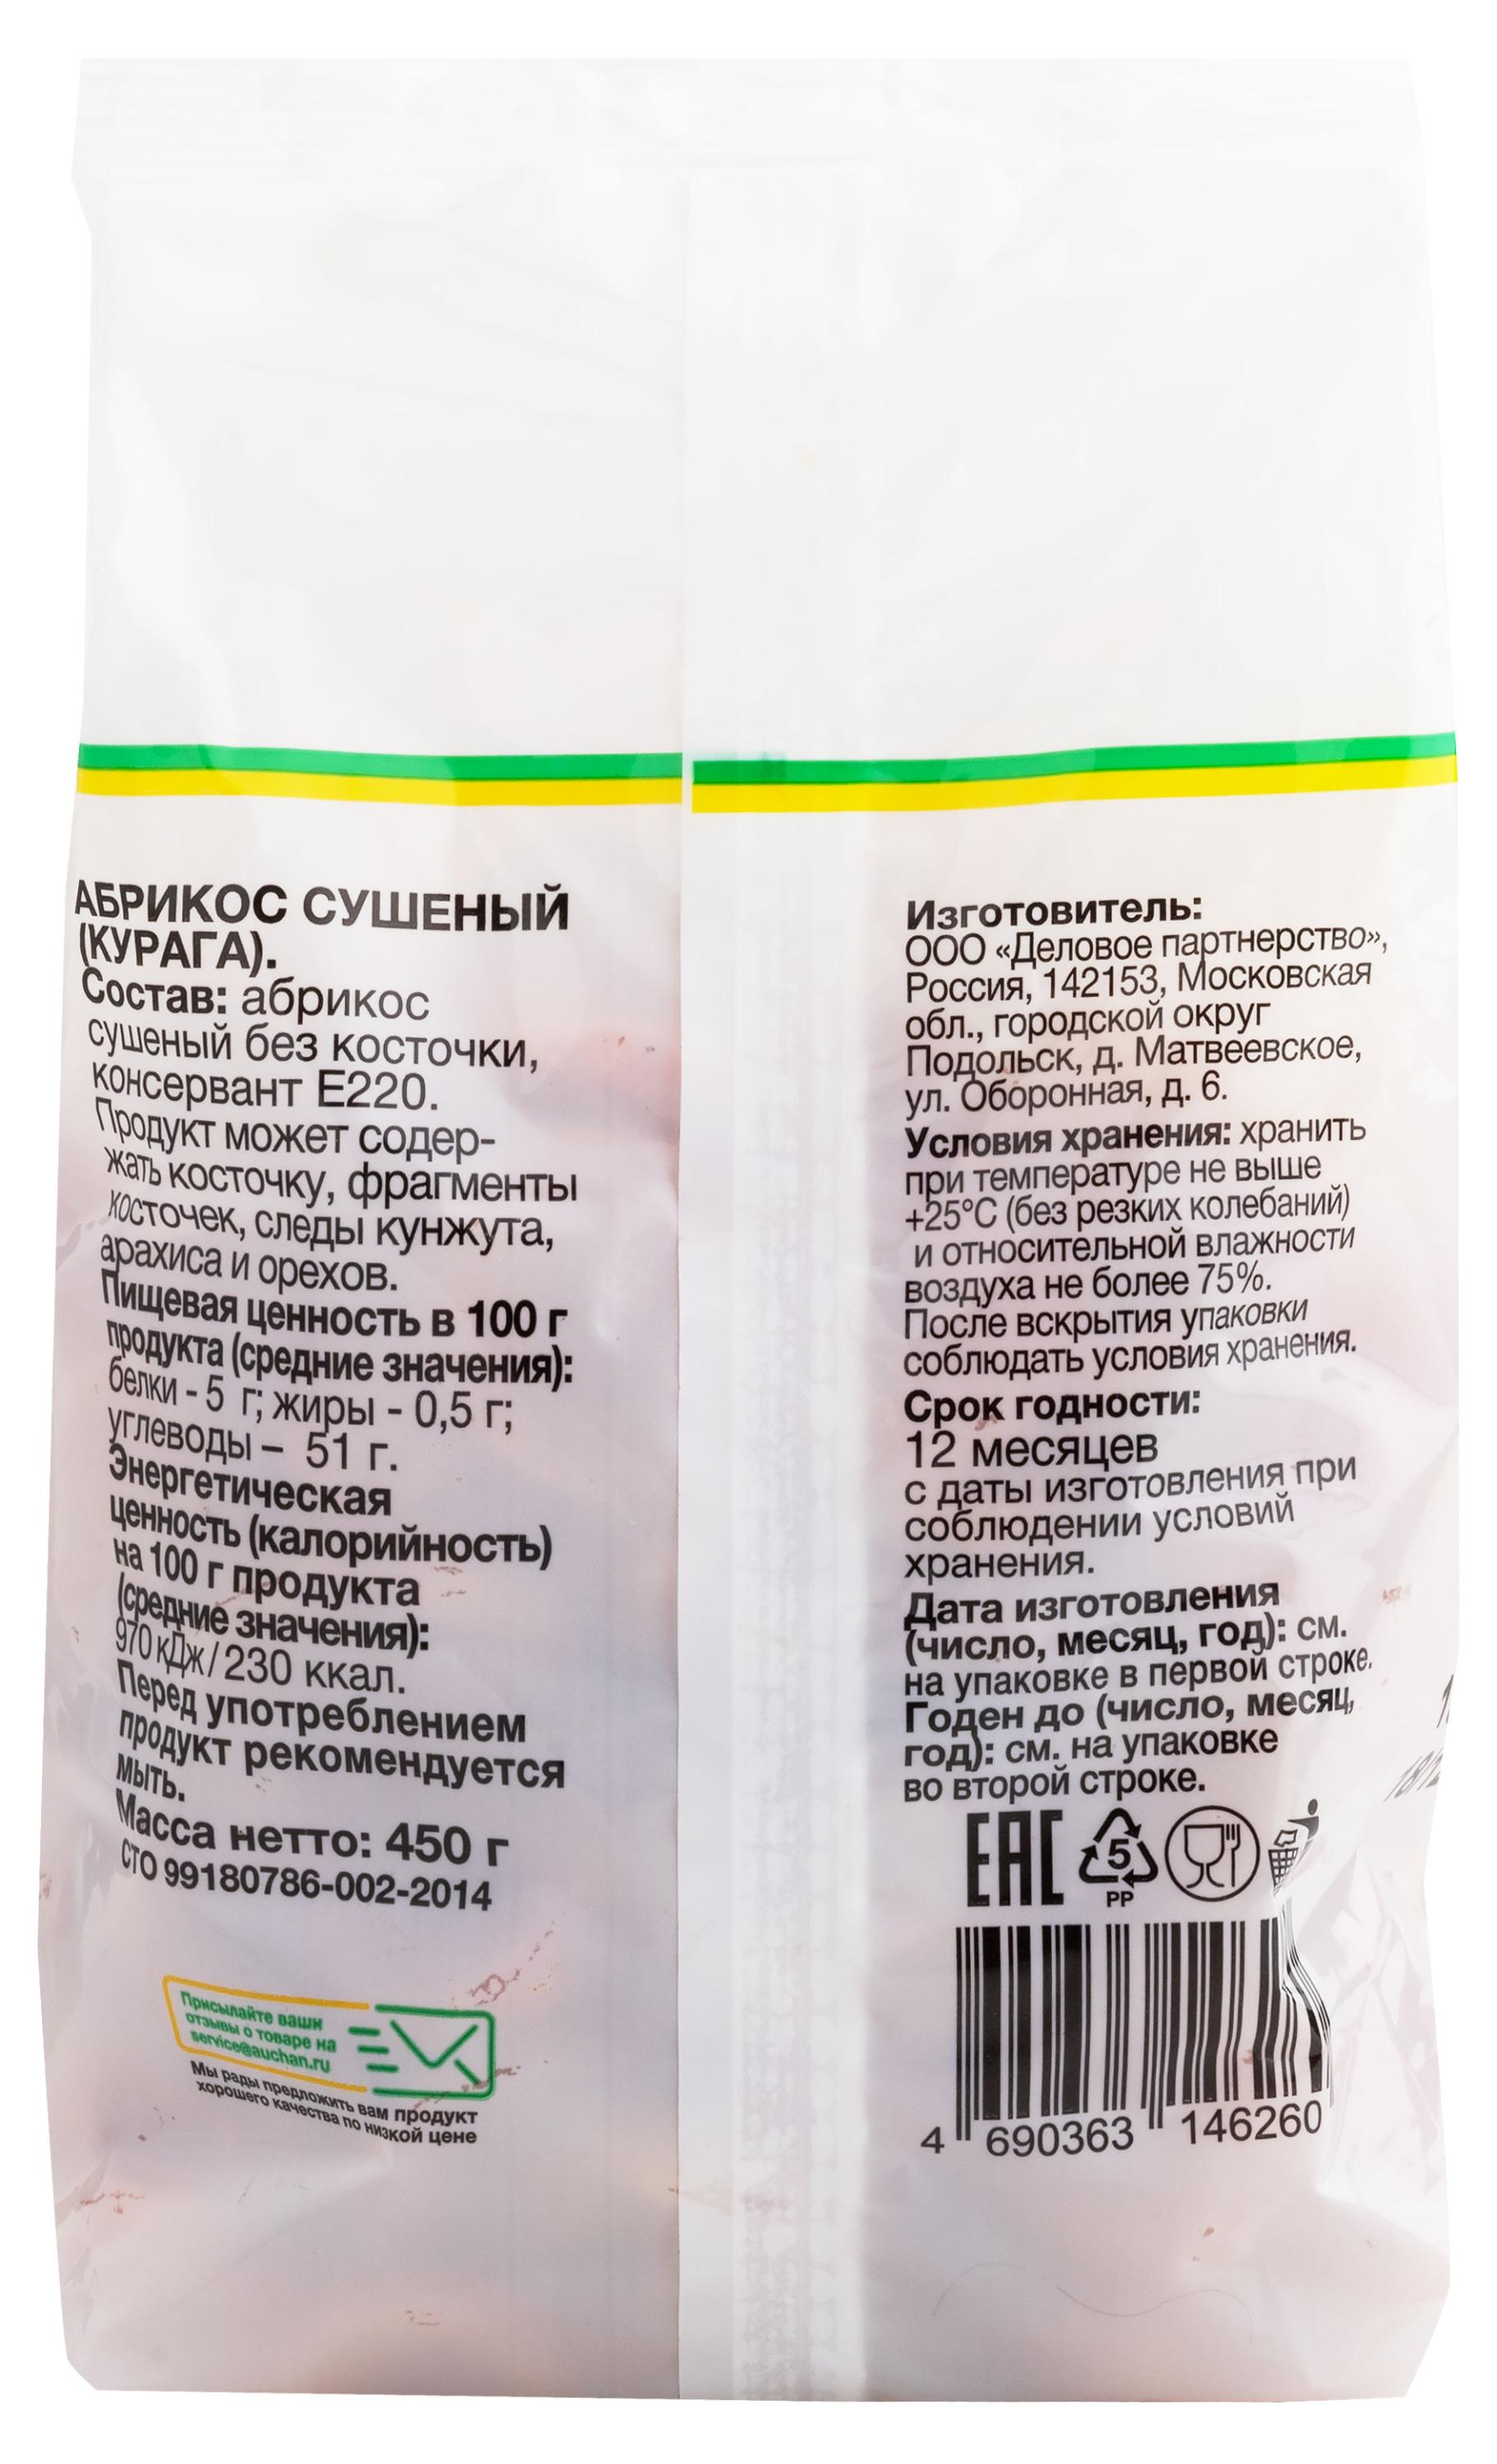 АБРИКОС СУШЕНЫЙ
(КУРАГА).
Состав: абрикос
сушеный без косточки,
консервант Е220.
Продукт может содер-
жать косточку, фрагменты
косточек, следы кунжута,
арахиса и орехов.
Пищевая ценность в 100 г
продукта (средние значения):
белки - 5 г; жиры - 0,5 г;
углеводы – 51 г.
Энергетическая
ценность (калорийность)
на 100 г продукта
(средние значения):
970 кДж / 230 ккал.
Перед употреблением
продукт рекомендуется
мыть.
Масса нетто: 450 г
СТО 99180786-002-2014
Присылайте ваши
отзывы о товаре на
service@auchan.ru
Мы рады предложить вам продукт
хорошего качества по низкой цене
Изготовитель:
ООО «Деловое партнерство»,
Россия, 142153, Московская
обл., городской округ
Подольск, д. Матвеевское,
ул. Оборонная, д. 6.
Условия хранения: хранить
при температуре не выше
+25°С (без резких колебаний)
и относительной влажности
воздуха не более 75%.
После вскрытия упаковки
соблюдать условия хранения.
Срок годности:
12 месяцев
с даты изготовления при
соблюдении условий
хранения.
Дата изготовления
(число, месяц, год): см.
на упаковке в первой строке.
Годен до (число, месяц,
год): см. на упаковке
во второй строке.
ЕАС 5
PP
4 690363 146260